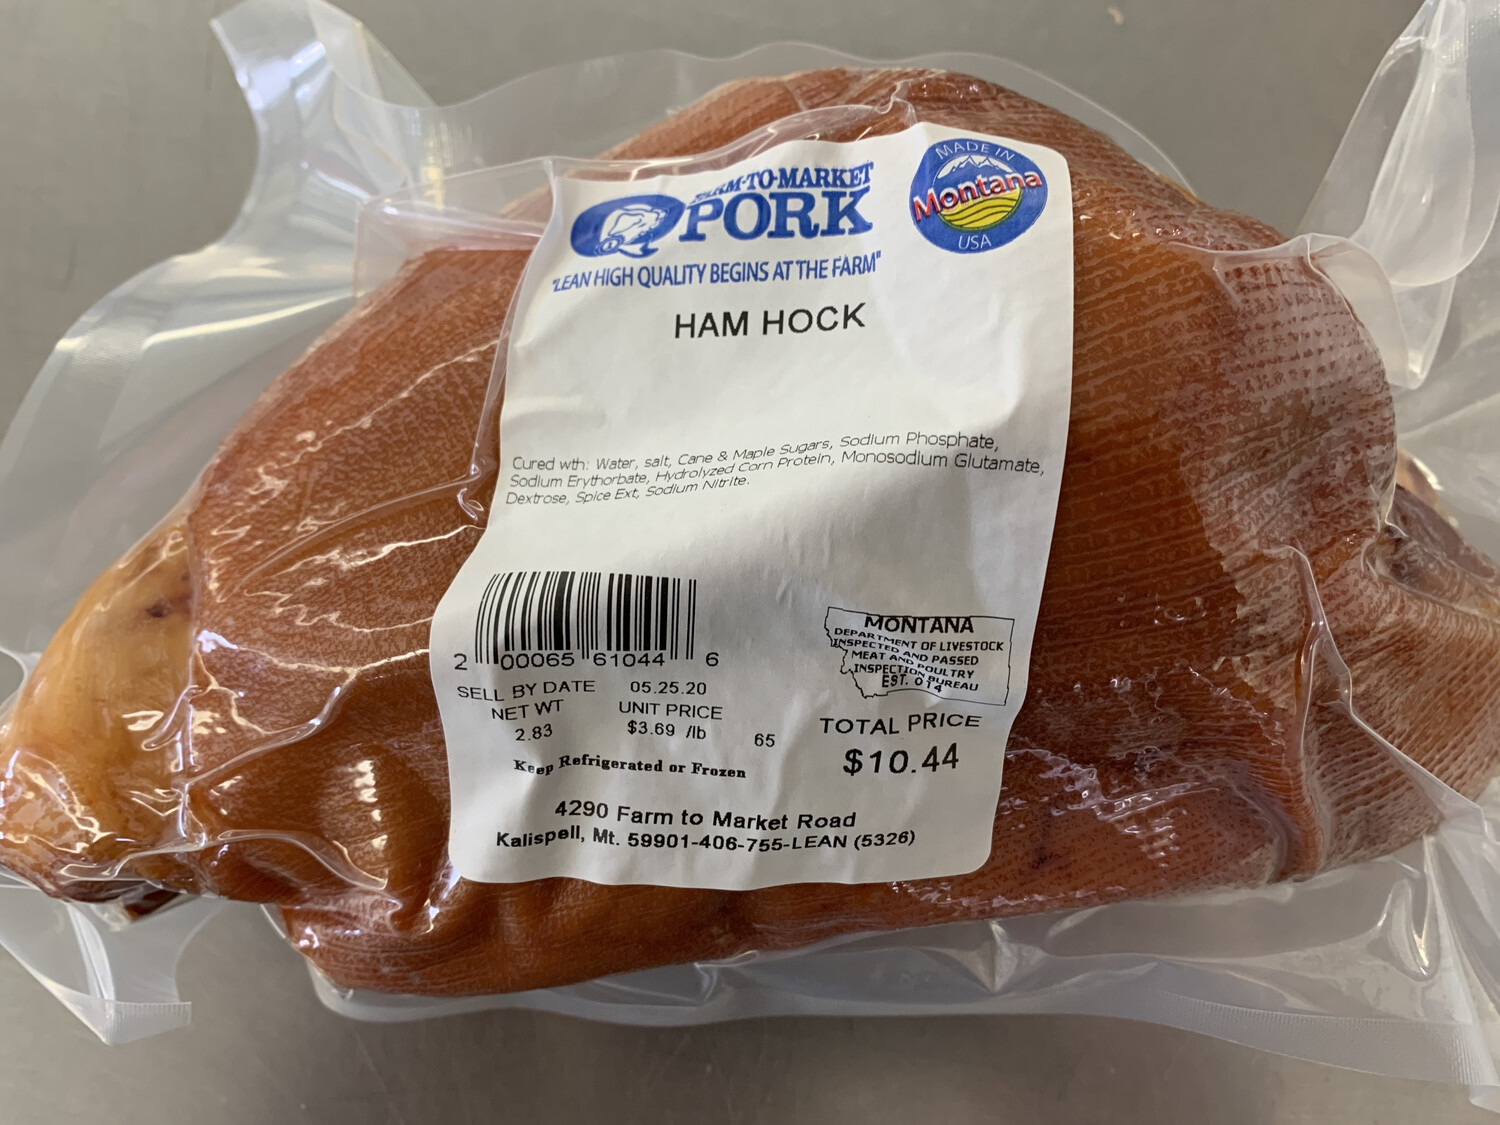 FARM-TO-MARKET
PORK
"LEAN HIGH QUALITY BEGINS AT THE FARM"
MADE IN
Montana
USA
HAM HOCK
Cured wth: Water, salt, Cane & Maple Sugars, Sodium Phosphate,
Sodium Erythorbate, Hydrolyzed Corn Protein, Monosodium Glutamate,
Dextrose, Spice Ext, Sodium Nitrite.
2 00065 61044 6
SELL BY DATE 05.25.20
NET WT UNIT PRICE
2.83 $3.69 /lb 65
Keep Refrigerated or Frozen
MONTANA
DEPARTMENT OF LIVESTOCK
INSPECTED AND PASSED
MEAT AND POULTRY
INSPECTION BUREAU
EST. 014
TOTAL PRICE
$10.44
4290 Farm to Market Road
Kalispell, Mt. 59901-406-755-LEAN (5326)